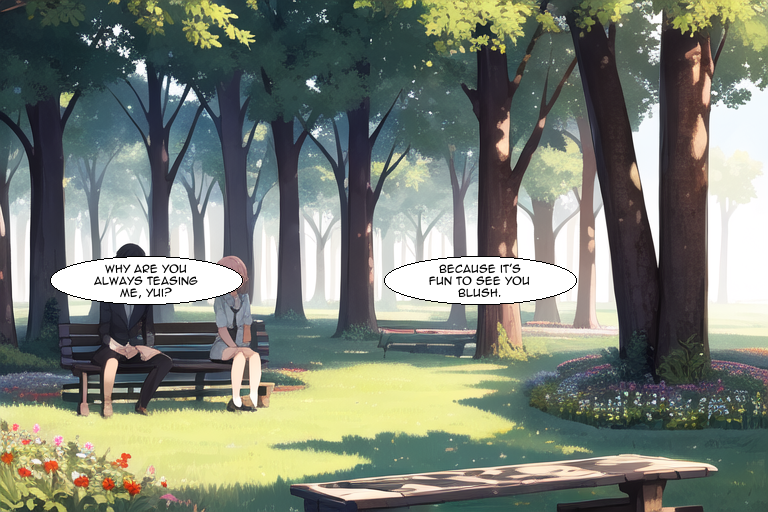 WHY ARE YOU
ALWAYS TEASING
ME, YUI?
BECAUSE IT'S
FUN TO SEE YOU
BLUSH.